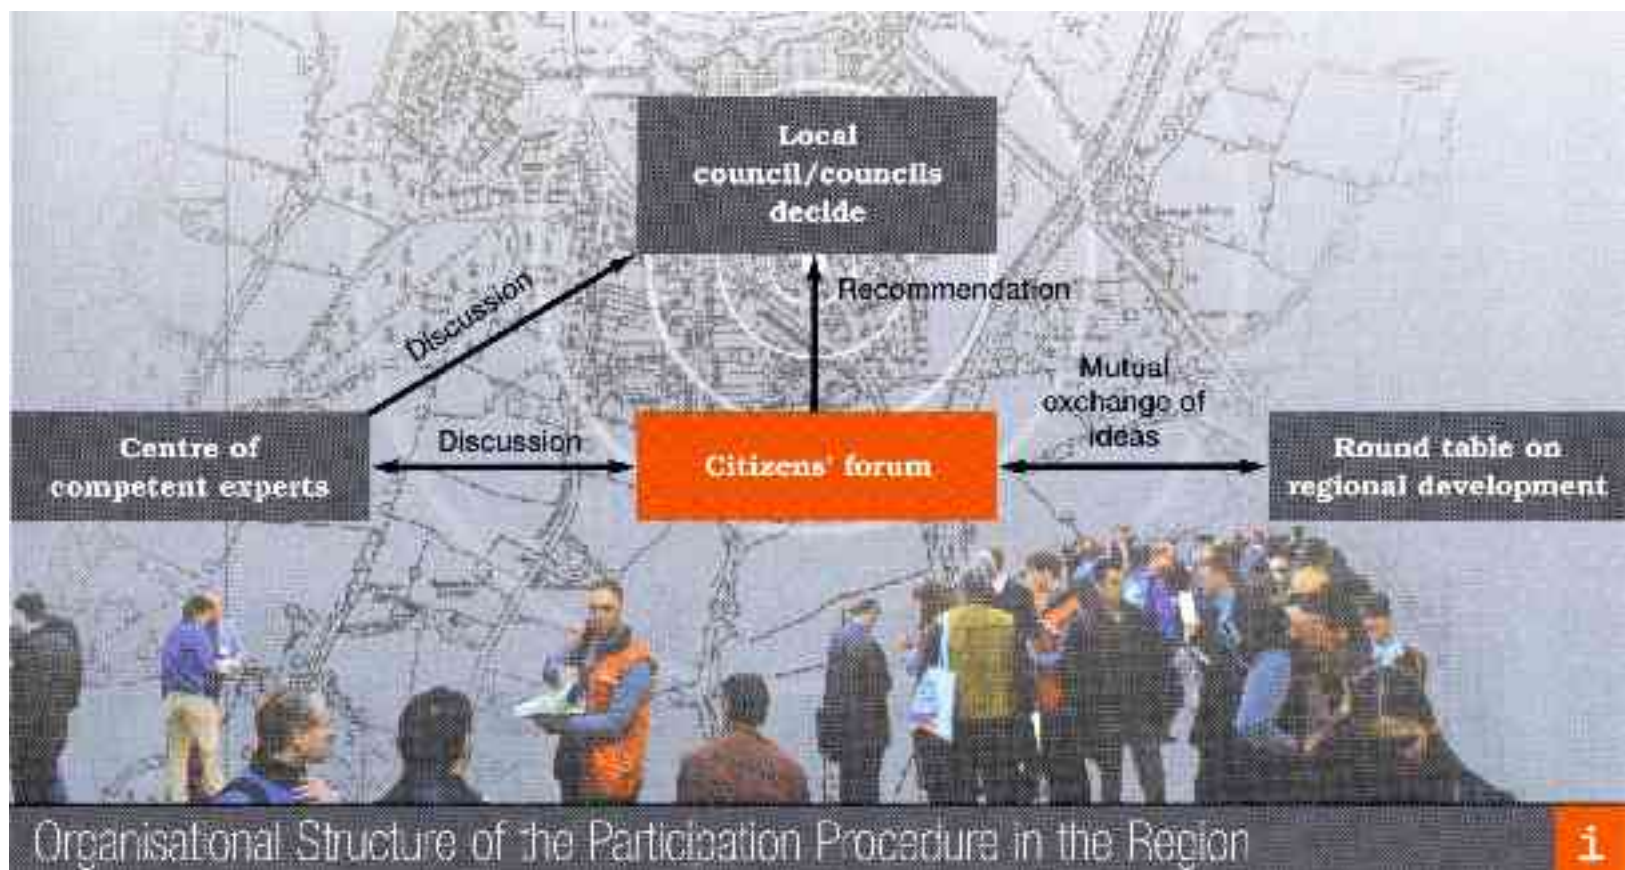 Local
council/councils
decide
Discussion
Recommendation
Mutual
exchange of
ideas
Centre of
competent experts
Discussion
Citizens' forum
Round table on
regional development
Organisational Structure of the Participation Procedure in the Region
i